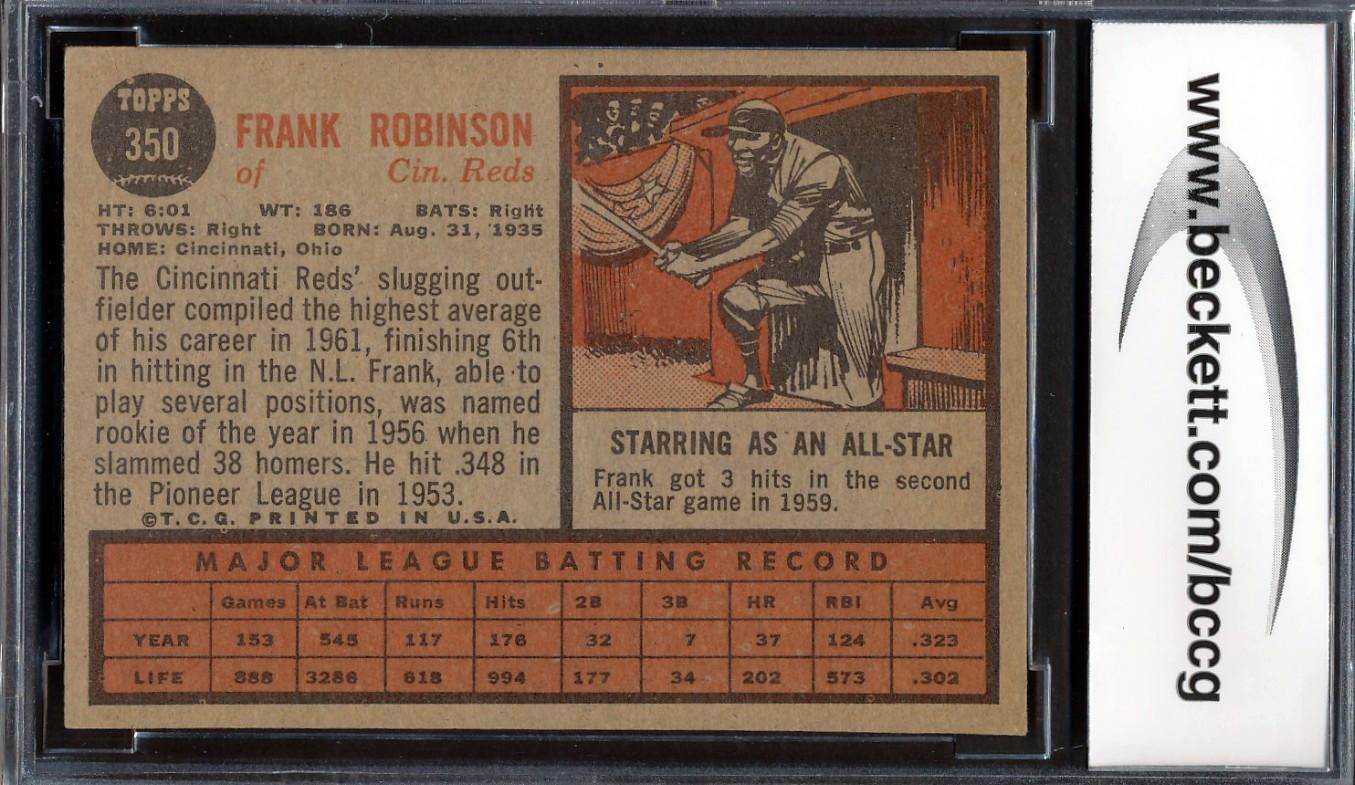 TOPPS
350
FRANK ROBINSON
of Cin. Reds
HT: 6:01 WT: 186 BATS: Right
THROWS: Right BORN: Aug. 31, 1935
HOME: Cincinnati, Ohio
The Cincinnati Reds' slugging out-
fielder compiled the highest average
of his career in 1961, finishing 6th
in hitting in the N.L. Frank, able to
play several positions, was named
rookie of the year in 1956 when he
slammed 38 homers. He hit .348 in
the Pioneer League in 1953.
©T.C.G. PRINTED IN U.S.A.
STARRING AS AN ALL-STAR
Frank got 3 hits in the second
All-Star game in 1959.
MAJOR LEAGUE BATTING RECORD
Games At Bat Runs Hits 2B 3B HR RBI Avg
YEAR 153 545 117 176 32 7 37 124 .323
LIFE 888 3286 618 994 177 34 202 573 .302
www.beckett.com/bccg